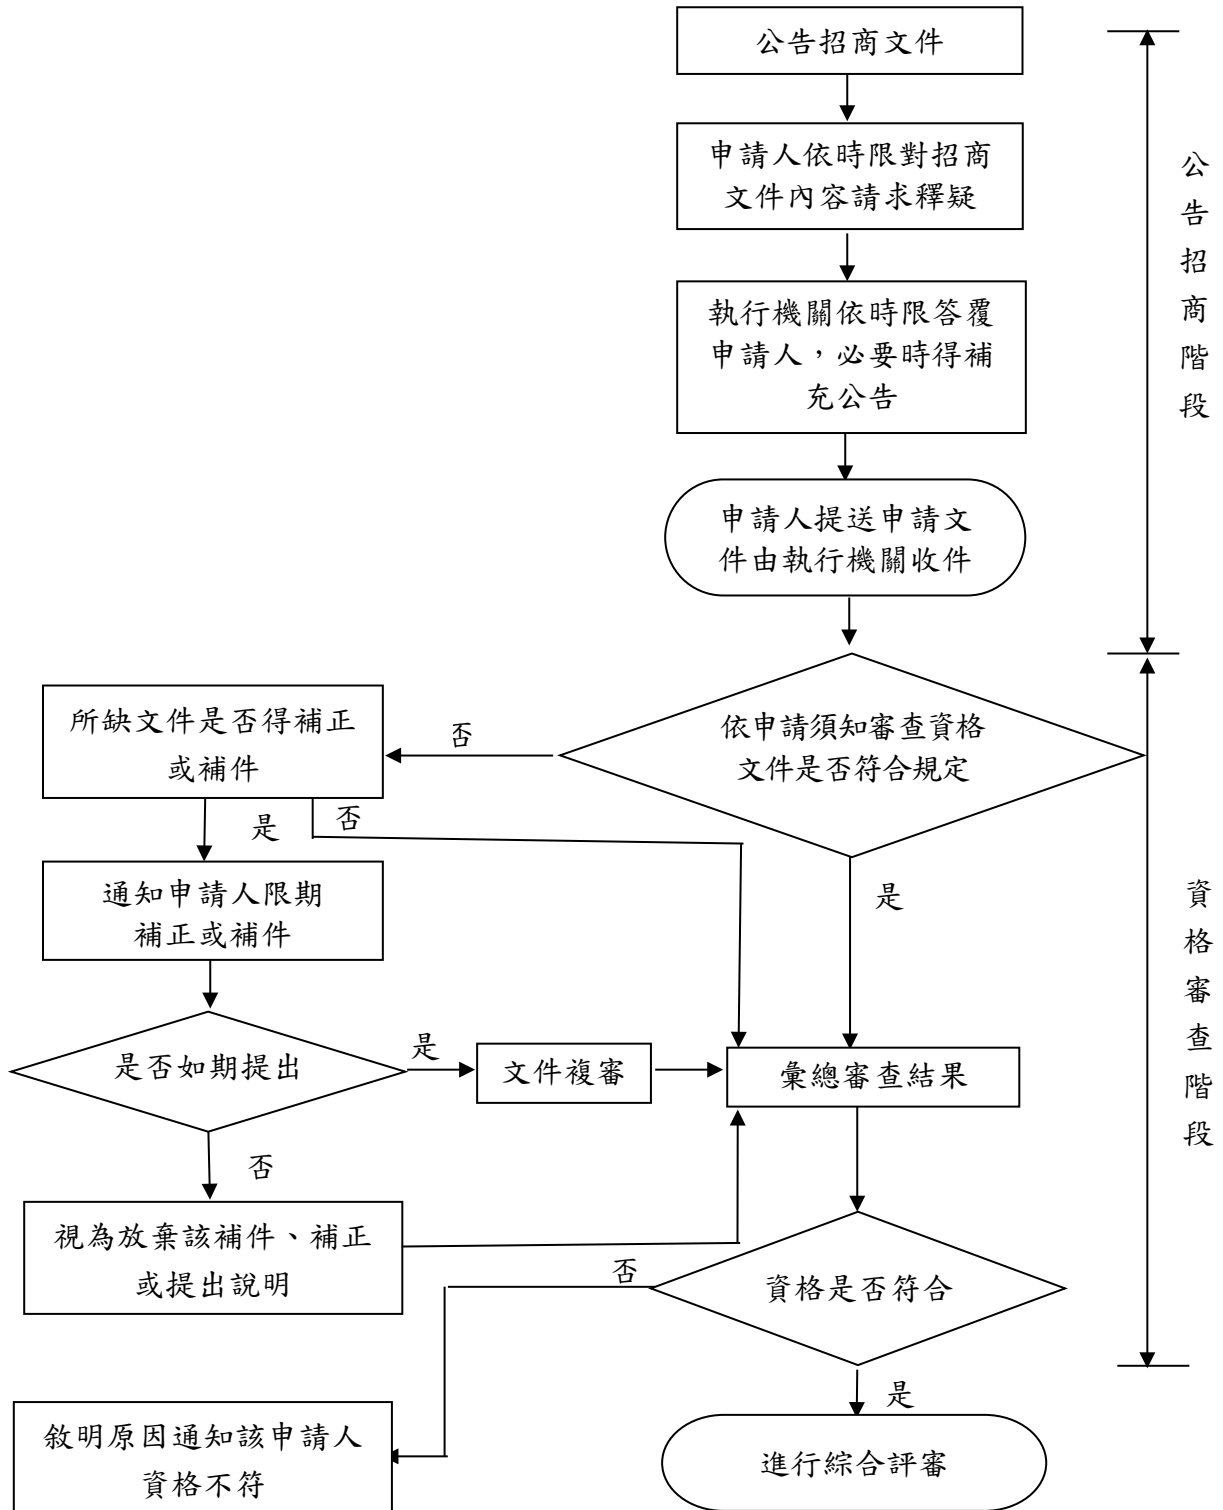 公告招商文件
申請人依時限對招商
文件內容請求釋疑
執行機關依時限答覆
申請人，必要時得補
充公告
申請人提送申請文
件由執行機關收件
公告招商階段
依申請須知審查資格
文件是否符合規定
否
所缺文件是否得補正
或補件
是
否
通知申請人限期
補正或補件
是
是否如期提出
是
文件複審
彙總審查結果
否
視為放棄該補件、補正
或提出說明
資格是否符合
否
敘明原因通知該申請人
資格不符
是
進行綜合評審
資格審查階段